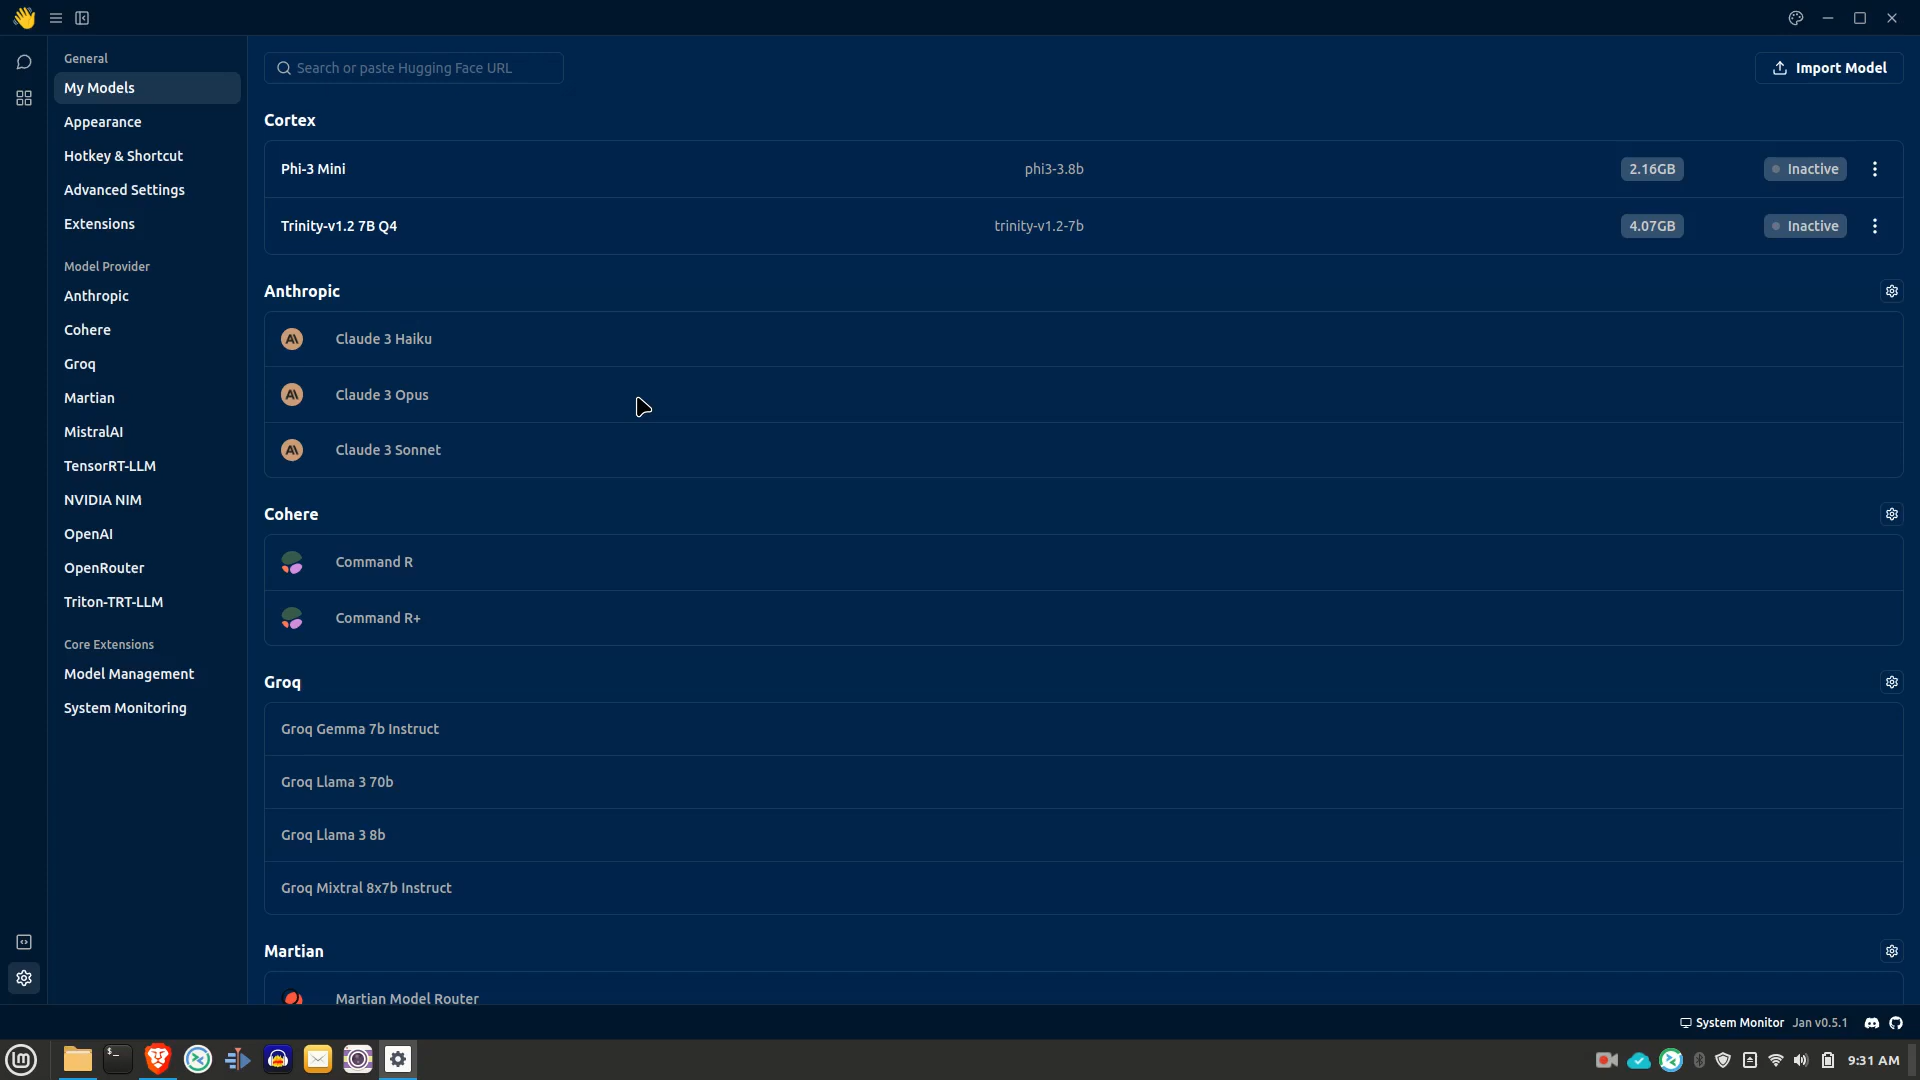 General
My Models
Appearance
Hotkey & Shortcut
Advanced Settings
Extensions
Model Provider
Anthropic
Cohere
Groq
Martian
MistralAI
TensorRT-LLM
NVIDIA NIM
OpenAI
OpenRouter
Triton-TRT-LLM
Core Extensions
Model Management
System Monitoring
Search or paste Hugging Face URL
Import Model
Cortex
Phi-3 Mini phi3-3.8b 2.16GB Inactive
Trinity-v1.2 7B Q4 trinity-v1.2-7b 4.07GB Inactive
Anthropic
Claude 3 Haiku
Claude 3 Opus
Claude 3 Sonnet
Cohere
Command R
Command R+
Groq
Groq Gemma 7b Instruct
Groq Llama 3 70b
Groq Llama 3 8b
Groq Mixtral 8x7b Instruct
Martian
Martian Model Router
System Monitor Jan v0.5.1
9:31 AM